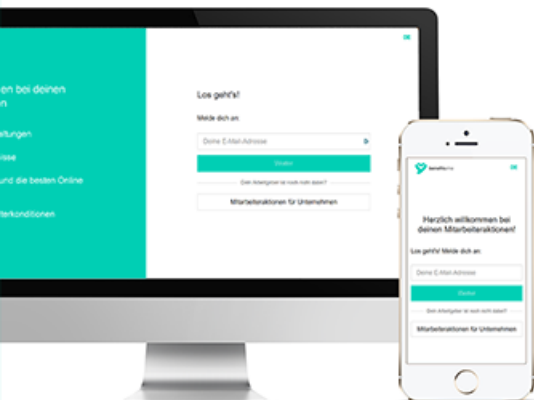 DE
en bei deinen
n
altungen
isse
und die besten Online
terkonditionen
Los geht's!
Melde dich an:
Deine E-Mail-Adresse
Weiter
Dein Arbeitgeber ist noch nicht dabei?
Mitarbeiteraktionen für Unternehmen
DE
Herzlich willkommen bei
deinen Mitarbeiteraktionen!
Los geht's! Melde dich an:
Deine E-Mail-Adresse
Weiter
Dein Arbeitgeber ist noch nicht dabei?
Mitarbeiteraktionen für Unternehmen